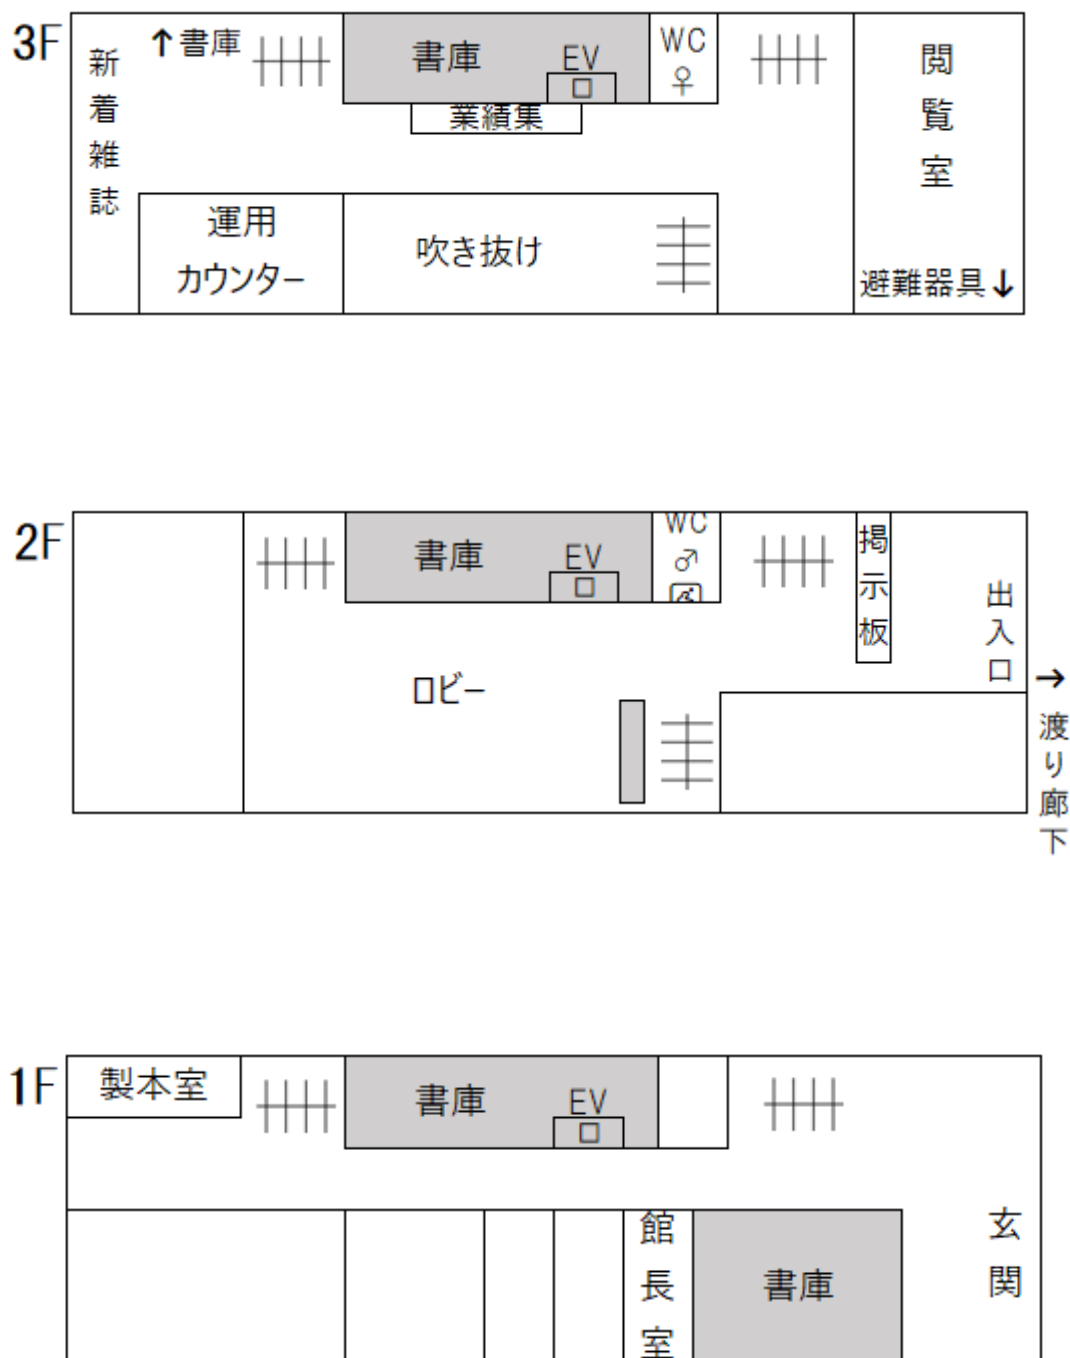 3F
新着雑誌
↑書庫
書庫
EV
WC
♀
閲覧室
業績集
運用
カウンター
吹き抜け
避難器具↓
2F
書庫
EV
WC
♂
掲示板
出入口
→
渡り廊下
ロビー
1F
製本室
書庫
EV
館長室
書庫
玄関